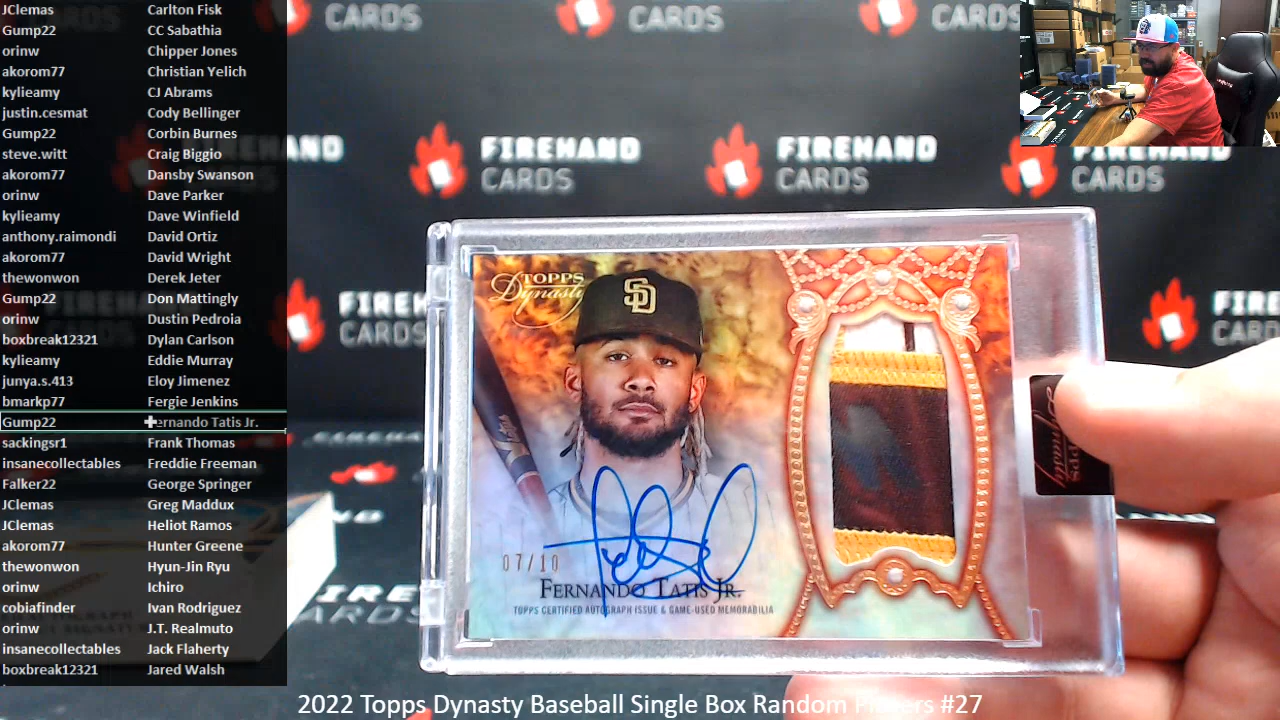 JClemas Carlton Fisk
Gump22 CC Sabathia
orinw Chipper Jones
akorom77 Christian Yelich
kylieamy CJ Abrams
justin.cesmat Cody Bellinger
Gump22 Corbin Burnes
steve.witt Craig Biggio
akorom77 Dansby Swanson
orinw Dave Parker
kylieamy Dave Winfield
anthony.raimondi David Ortiz
akorom77 David Wright
thewonwon Derek Jeter
Gump22 Don Mattingly
orinw Dustin Pedroia
boxbreak12321 Dylan Carlson
kylieamy Eddie Murray
junya.s.413 Eloy Jimenez
bmarkp77 Fergie Jenkins
Gump22 Fernando Tatis Jr.
sackingsr1 Frank Thomas
insanecollectables Freddie Freeman
Falker22 George Springer
JClemas Greg Maddux
JClemas Heliot Ramos
akorom77 Hunter Greene
thewonwon Hyun-Jin Ryu
orinw Ichiro
cobiafinder Ivan Rodriguez
orinw J.T. Realmuto
insanecollectables Jack Flaherty
boxbreak12321 Jared Walsh
FIREHAND
CARDS
CARDS
CARDS
FIREHAND
CARDS
FIREHAND
CARDS
CARDS
TOPPS
Dynasty
SD
07/10
FERNANDO TATIS JR.
TOPPS CERTIFIED AUTOGRAPH ISSUE & GAME-USED MEMORABILIA
2022 Topps Dynasty Baseball Single Box Random Players #27